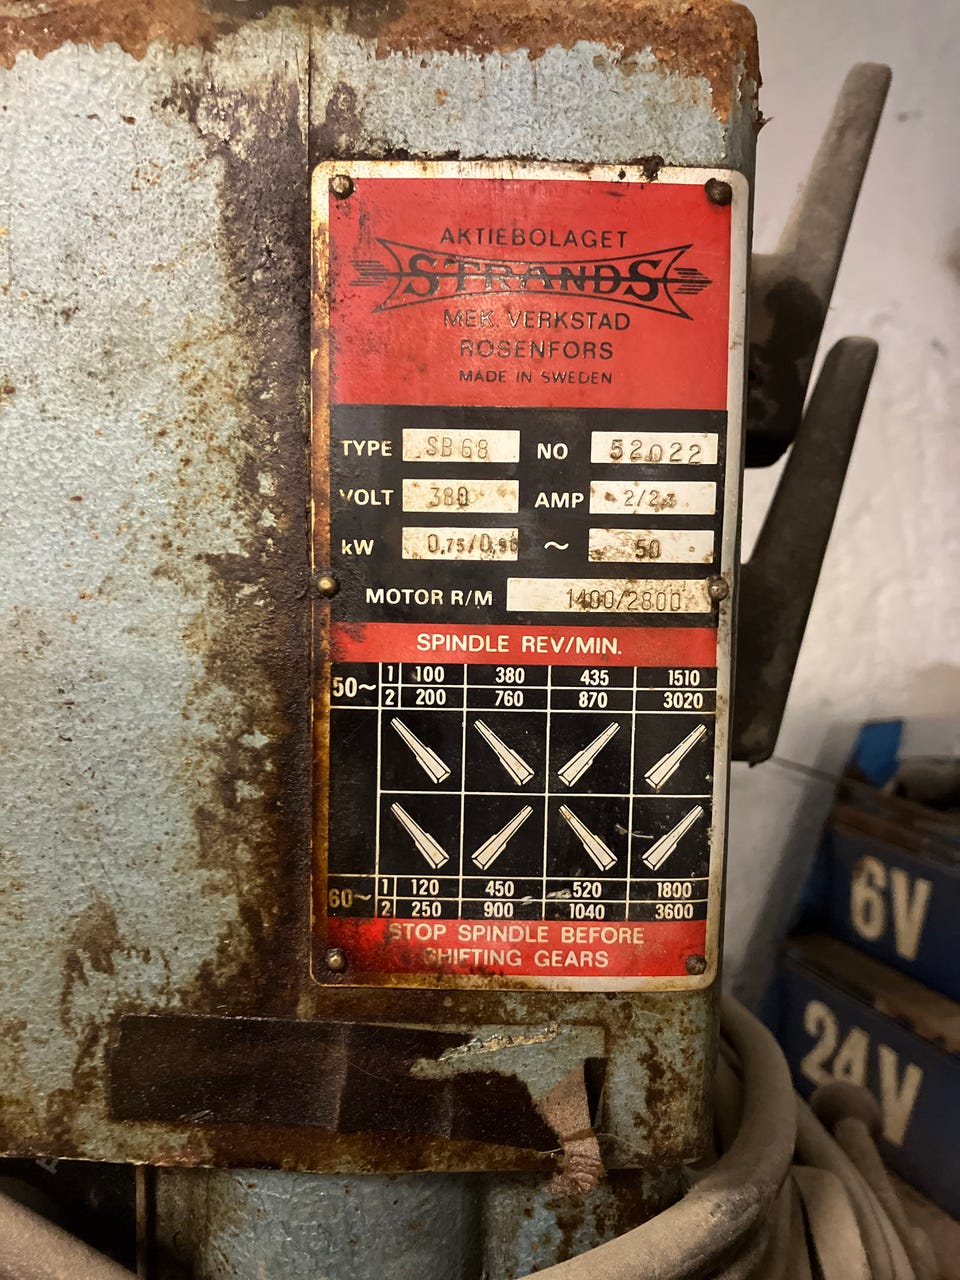 AKTIEBOLAGET
STRANDS
MEK. VERKSTAD
ROSENFORS
MADE IN SWEDEN
TYPE SB 68 NO 52022
VOLT 380 AMP 2/2,3
kW 0,75/0,90 ~ 50
MOTOR R/M 1400/2800
SPINDLE REV/MIN.
50~ 1 100 380 435 1510
2 200 760 870 3020
60~ 1 120 450 520 1800
2 250 900 1040 3600
STOP SPINDLE BEFORE
SHIFTING GEARS
6V
24V